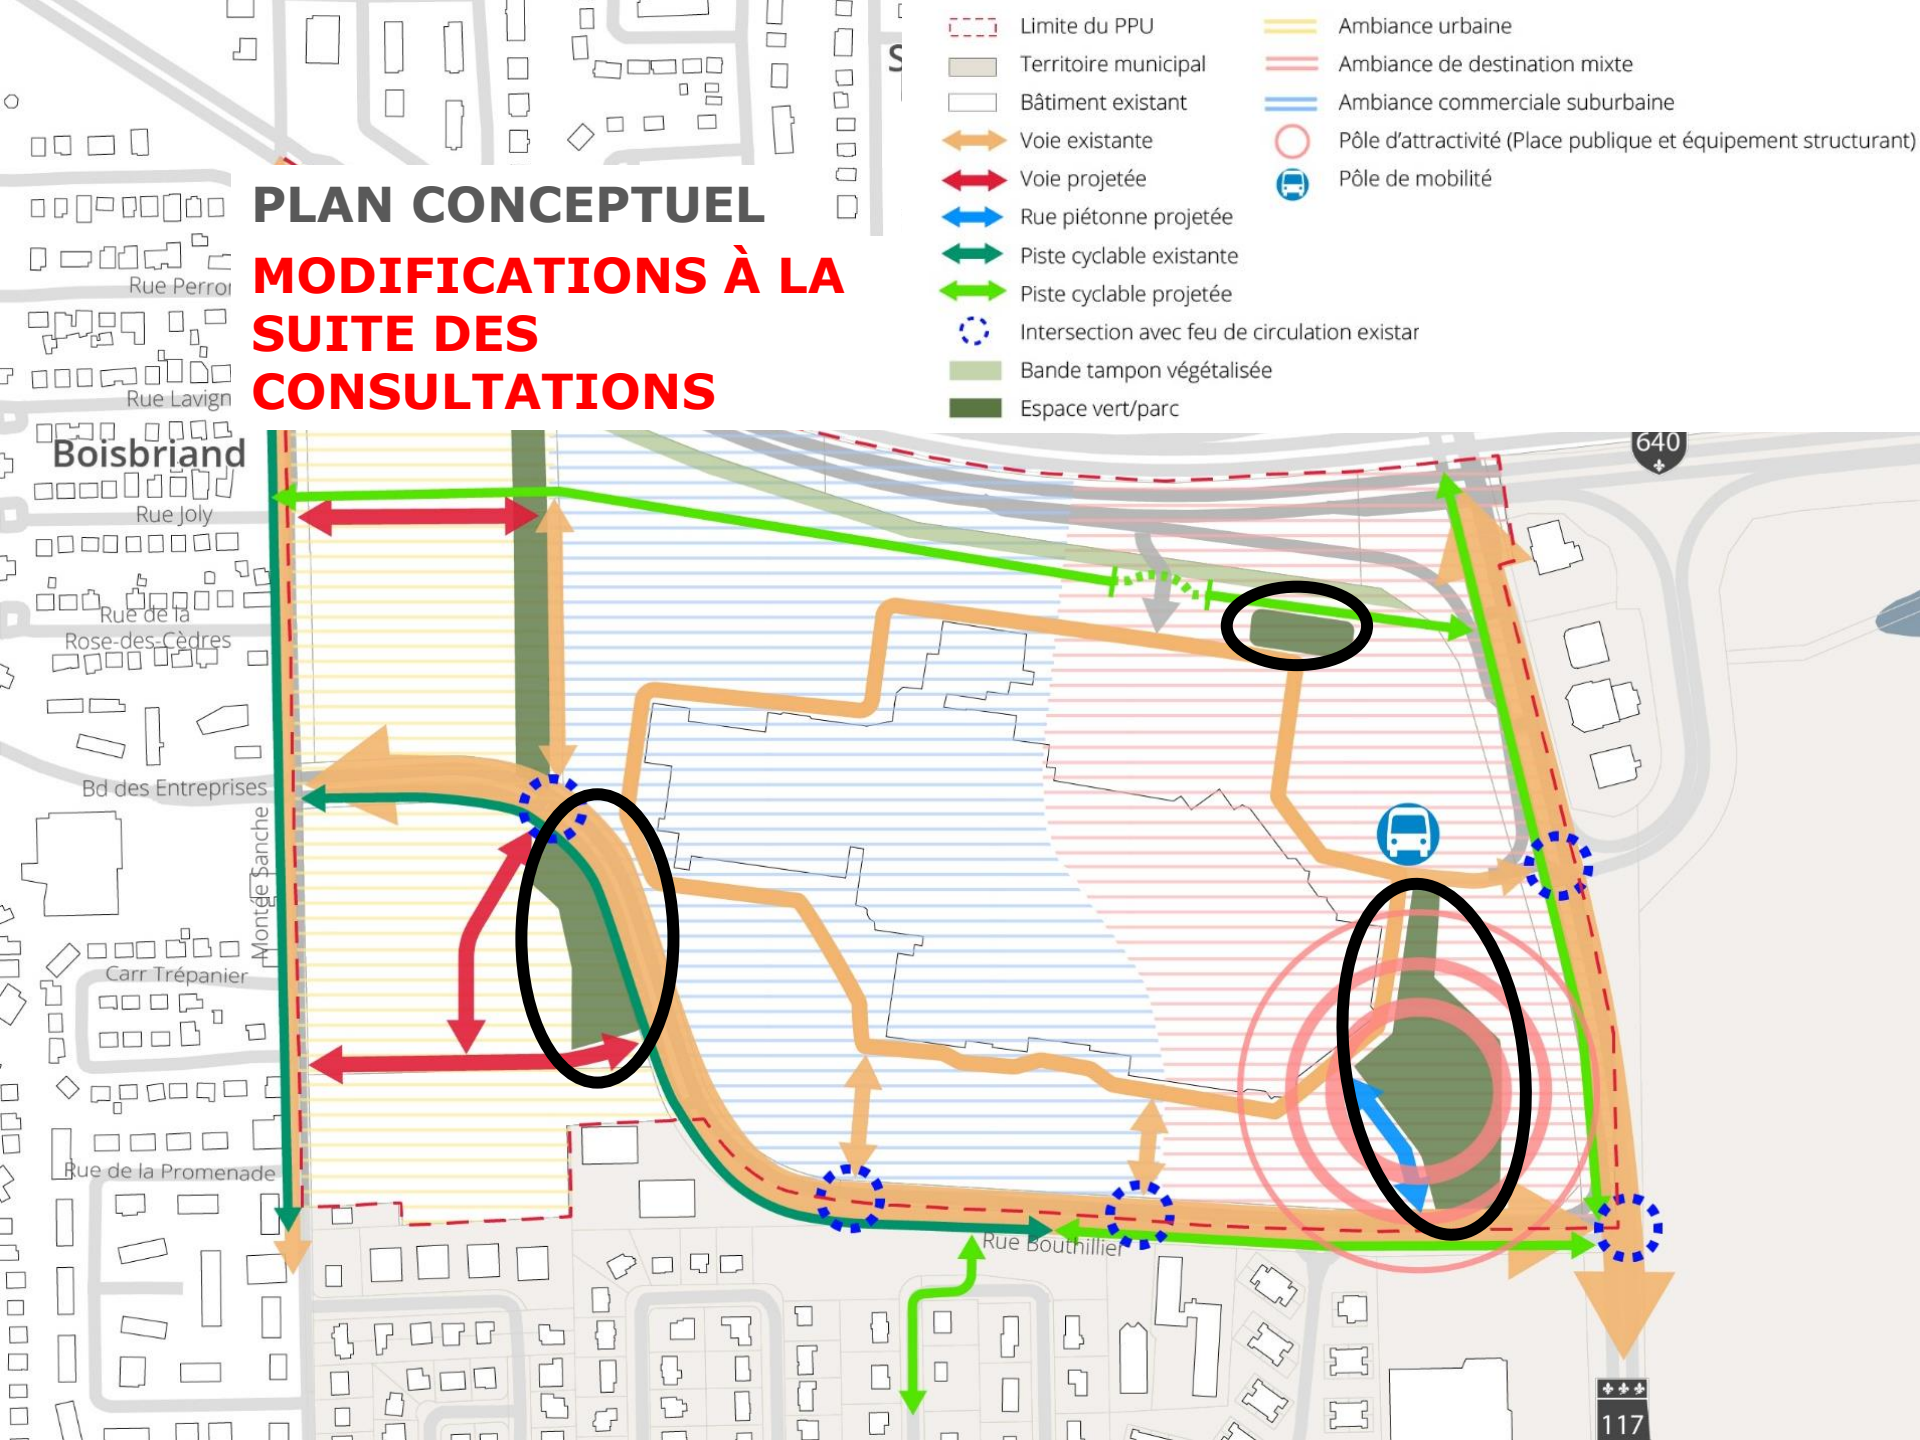 Limite du PPU
Territoire municipal
Bâtiment existant
Voie existante
Voie projetée
Rue piétonne projetée
Piste cyclable existante
Piste cyclable projetée
Intersection avec feu de circulation existar
Bande tampon végétalisée
Espace vert/parc
Ambiance urbaine
Ambiance de destination mixte
Ambiance commerciale suburbaine
Pôle d'attractivité (Place publique et équipement structurant)
Pôle de mobilité
S
PLAN CONCEPTUEL
MODIFICATIONS À LA
SUITE DES
CONSULTATIONS
Rue Perror
Rue Lavign
Boisbriand
640
Rue Joly
Rue de la
Rose-des-Cèdres
Bd des Entreprises
Montée Sanche
Carr Trépanier
Rue de la Promenade
Rue Bouthillier
117